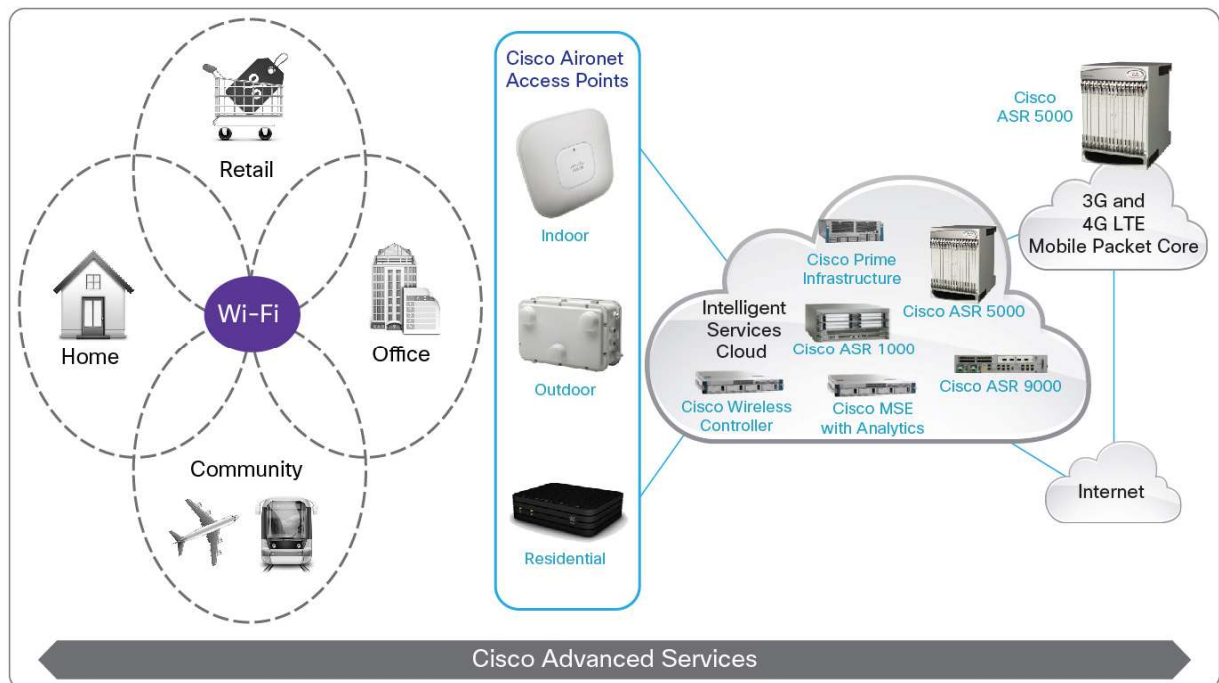 Retail
Home
Wi-Fi
Office
Community
Cisco Aironet
Access Points
Indoor
Outdoor
Residential
Intelligent
Services
Cloud
Cisco Prime
Infrastructure
Cisco ASR 5000
Cisco ASR 1000
Cisco ASR 9000
Cisco Wireless
Controller
Cisco MSE
with Analytics
Cisco
ASR 5000
3G and
4G LTE
Mobile Packet Core
Internet
Cisco Advanced Services